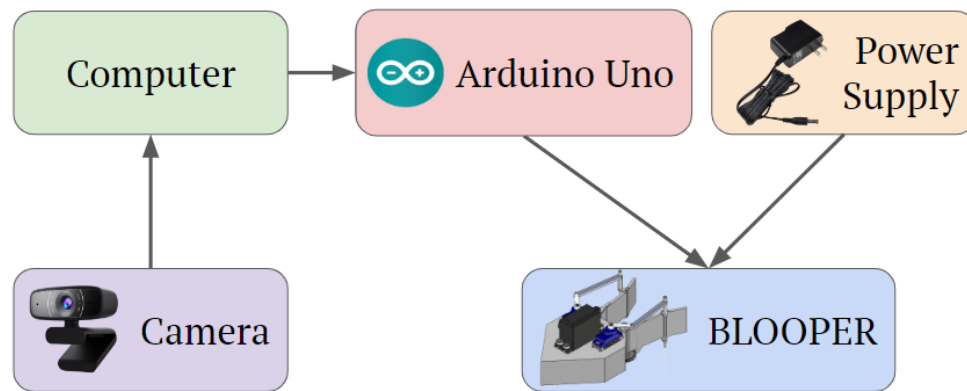 Computer
Arduino Uno
Power
Supply
Camera
BLOOPER